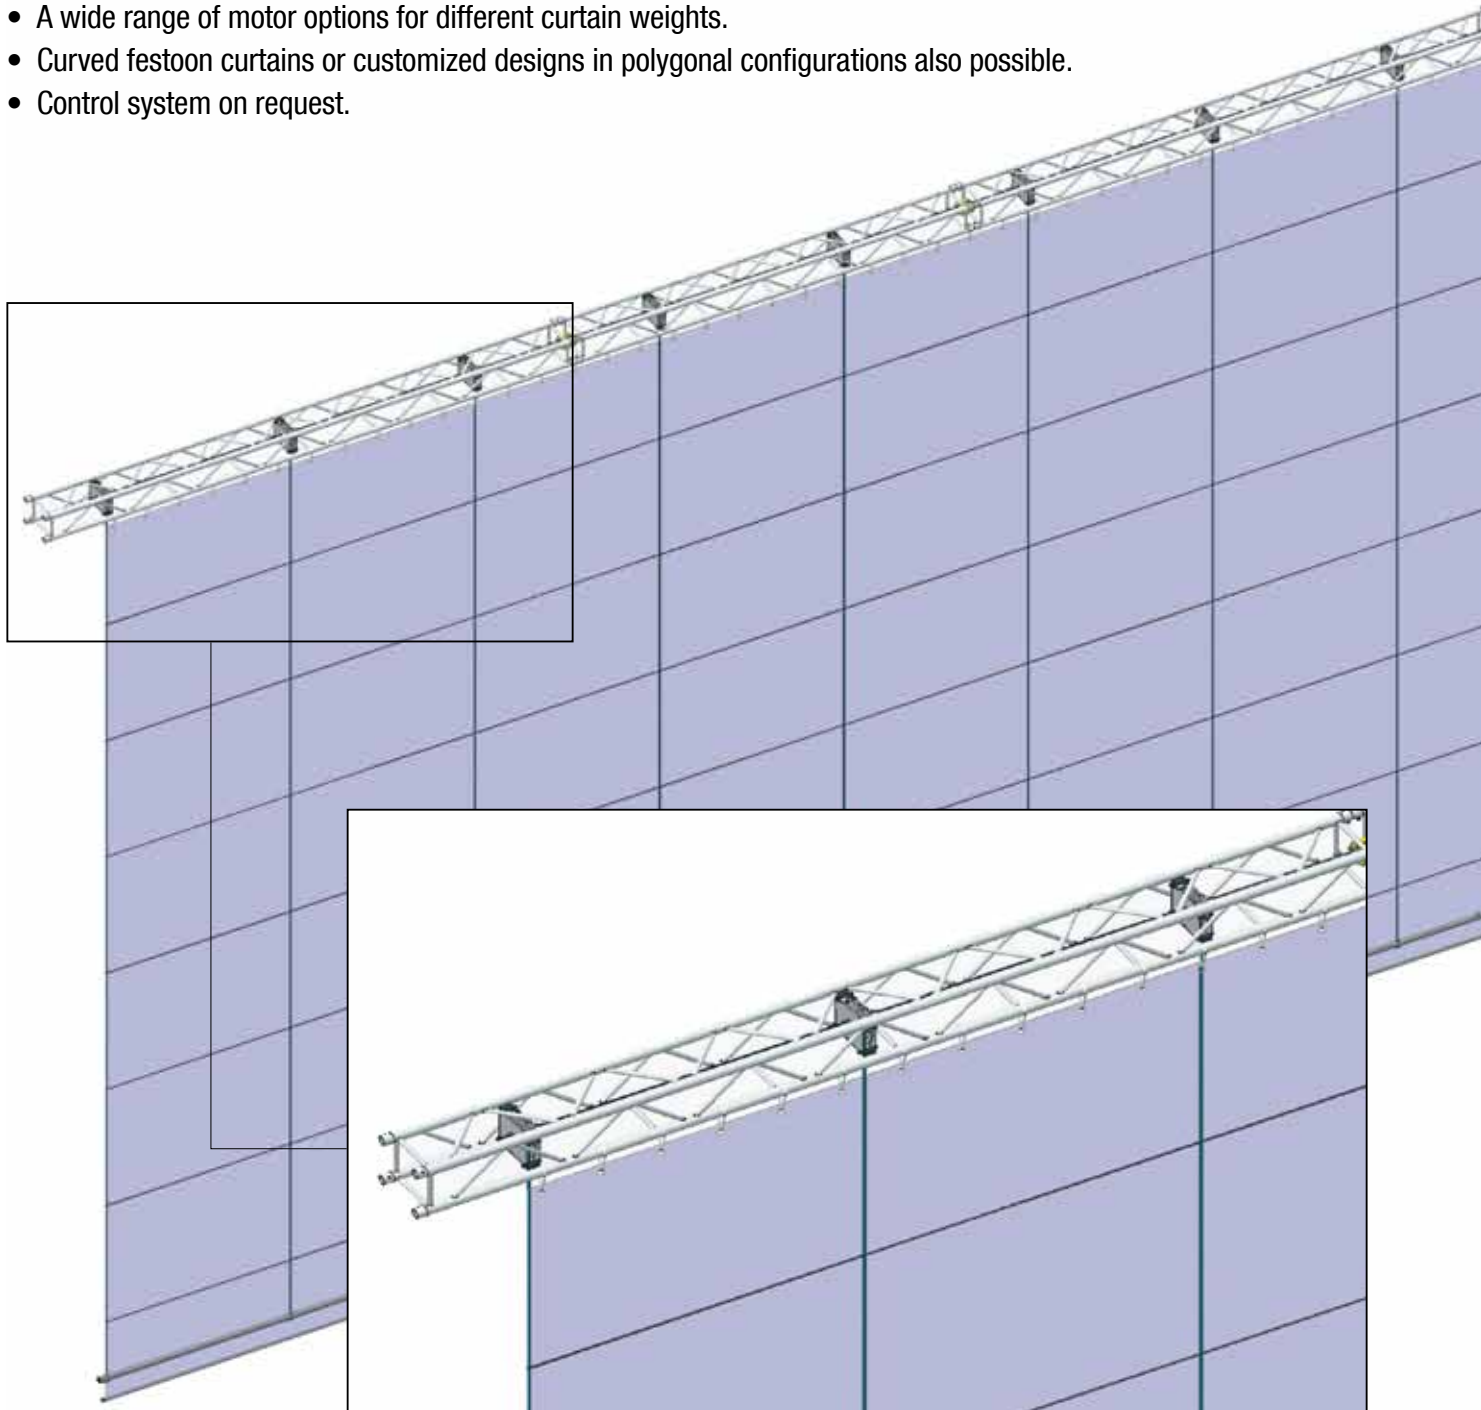 • A wide range of motor options for different curtain weights.
• Curved festoon curtains or customized designs in polygonal configurations also possible.
• Control system on request.